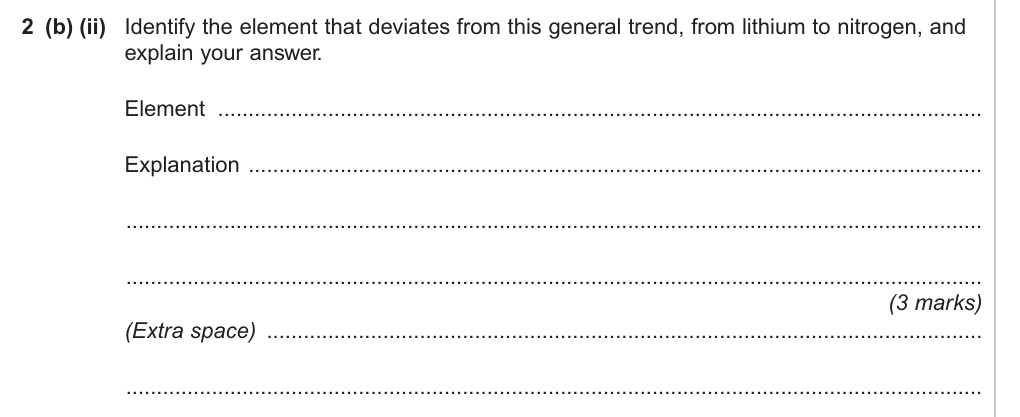 2 (b) (ii) Identify the element that deviates from this general trend, from lithium to nitrogen, and
explain your answer.
Element ........................................................................................................................
Explanation ...................................................................................................................
.......................................................................................................................................
.......................................................................................................................................
(3 marks)
(Extra space) ................................................................................................................
.......................................................................................................................................